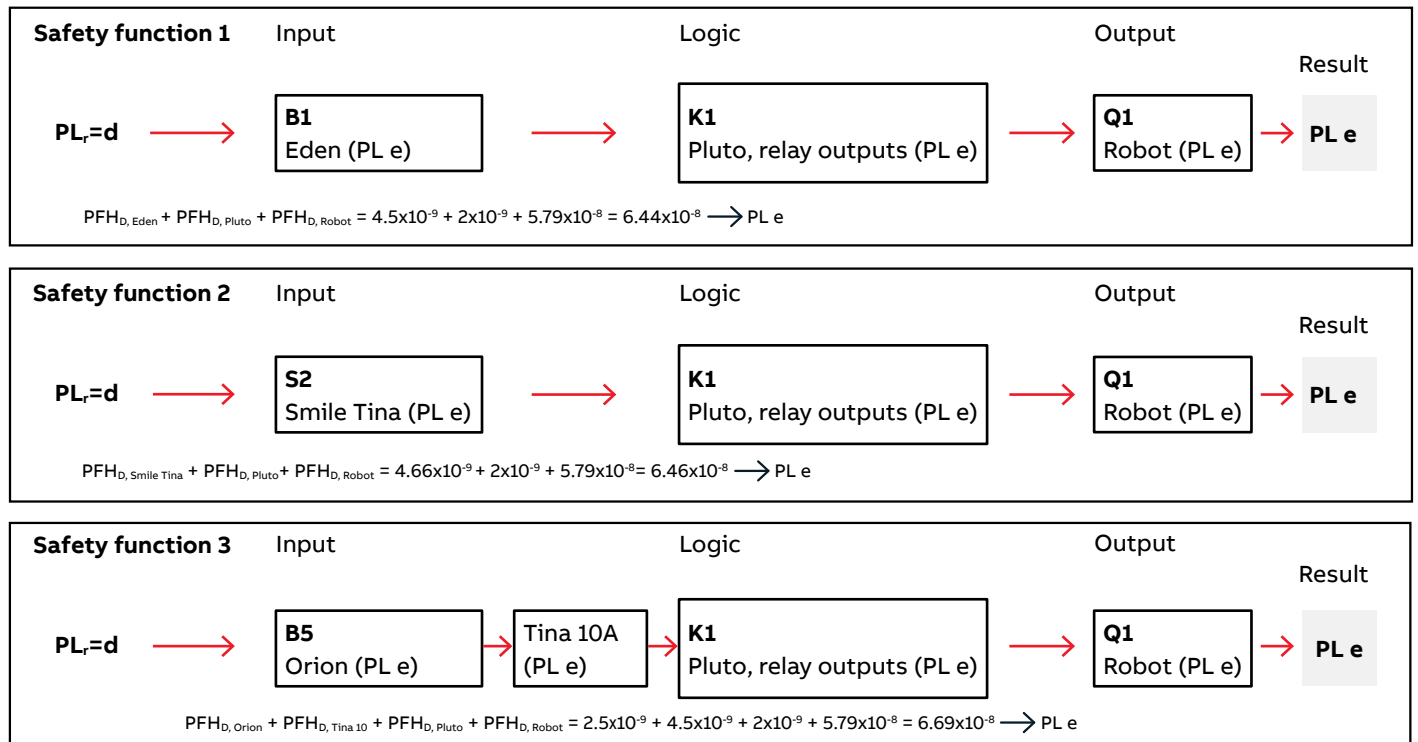 Safety function 1 Input Logic Output
Result
PLr=d
B1
Eden (PL e)
K1
Pluto, relay outputs (PL e)
Q1
Robot (PL e)
PL e
PFHD, Eden + PFHD, Pluto + PFHD, Robot = 4.5x10⁻⁹ + 2x10⁻⁹ + 5.79x10⁻⁸ = 6.44x10⁻⁸ → PL e
Safety function 2 Input Logic Output
Result
PLr=d
S2
Smile Tina (PL e)
K1
Pluto, relay outputs (PL e)
Q1
Robot (PL e)
PL e
PFHD, Smile Tina + PFHD, Pluto+ PFHD, Robot = 4.66x10⁻⁹ + 2x10⁻⁹ + 5.79x10⁻⁸= 6.46x10⁻⁸ → PL e
Safety function 3 Input Logic Output
Result
PLr=d
B5
Orion (PL e)
Tina 10A
(PL e)
K1
Pluto, relay outputs (PL e)
Q1
Robot (PL e)
PL e
PFHD, Orion + PFHD, Tina 10 + PFHD, Pluto + PFHD, Robot = 2.5x10⁻⁹ + 4.5x10⁻⁹ + 2x10⁻⁹ + 5.79x10⁻⁸ = 6.69x10⁻⁸ → PL e